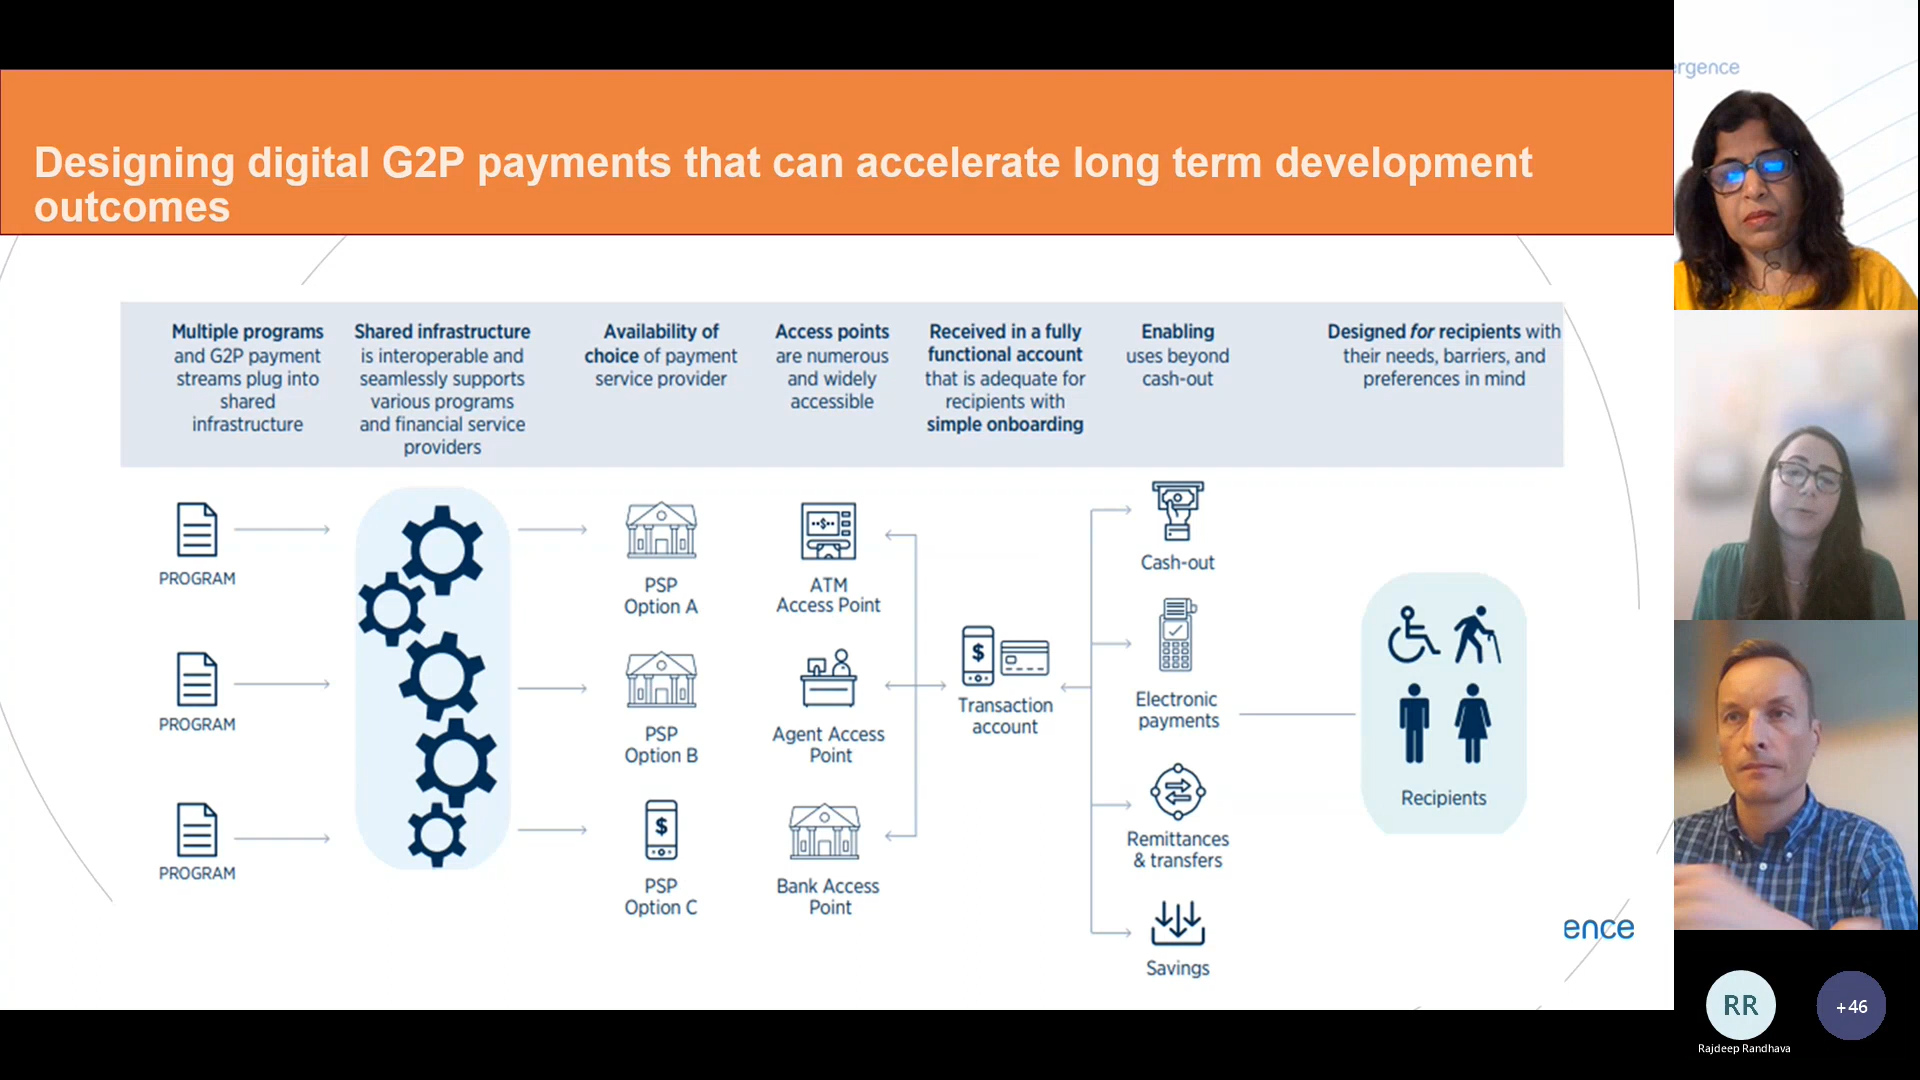 Designing digital G2P payments that can accelerate long term development
outcomes
Multiple programs
and G2P payment
streams plug into
shared
infrastructure
Shared infrastructure
is interoperable and
seamlessly supports
various programs
and financial service
providers
Availability of
choice of payment
service provider
Access points
are numerous
and widely
accessible
Received in a fully
functional account
that is adequate for
recipients with
simple onboarding
Enabling
uses beyond
cash-out
Designed for recipients with
their needs, barriers, and
preferences in mind
PROGRAM
PROGRAM
PROGRAM
PSP
Option A
PSP
Option B
$
PSP
Option C
$
ATM
Access Point
Agent Access
Point
Bank Access
Point
$
Transaction
account
Cash-out
Electronic
payments
Remittances
& transfers
Savings
Recipients
ence
ergence
RR
+46
Rajdeep Randhava